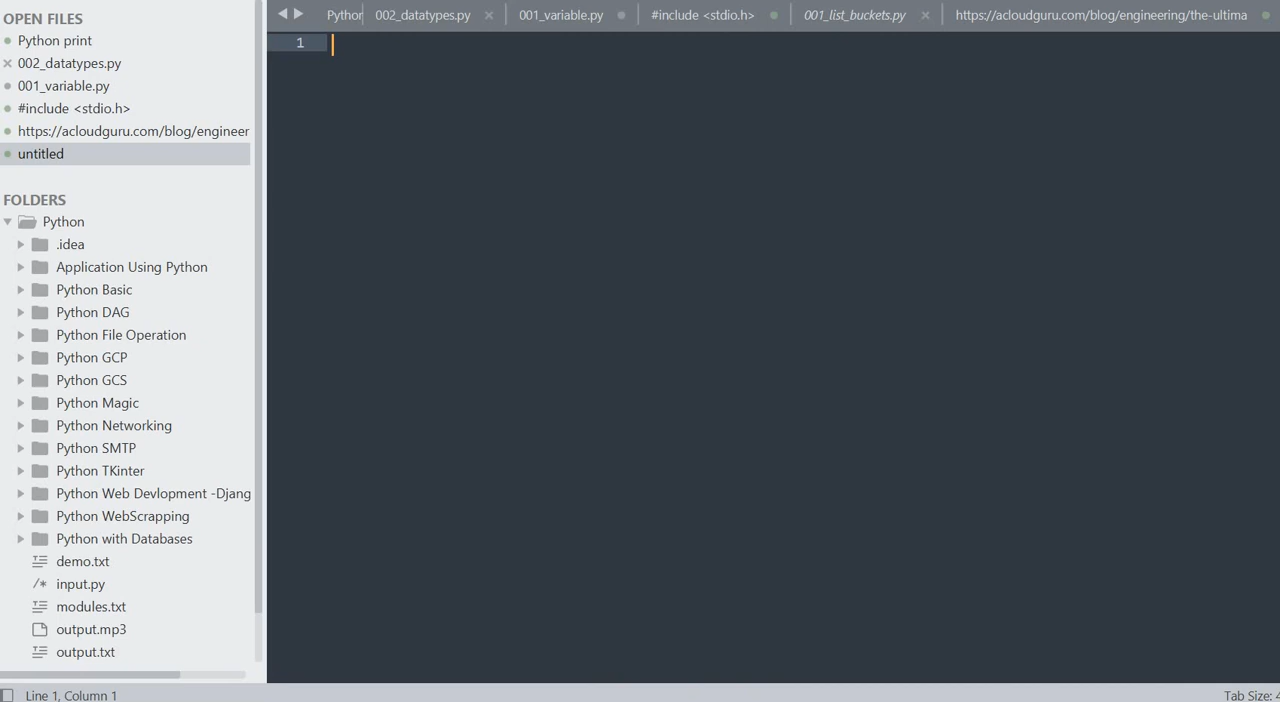 OPEN FILES
Python print
002_datatypes.py
001_variable.py
#include <stdio.h>
https://acloudguru.com/blog/engineer
untitled
FOLDERS
Python
.idea
Application Using Python
Python Basic
Python DAG
Python File Operation
Python GCP
Python GCS
Python Magic
Python Networking
Python SMTP
Python TKinter
Python Web Devlopment -Djang
Python WebScrapping
Python with Databases
demo.txt
input.py
modules.txt
output.mp3
output.txt
Python 002_datatypes.py 001_variable.py #include <stdio.h> 001_list_buckets.py https://acloudguru.com/blog/engineering/the-ultima
1
Line 1, Column 1
Tab Size: 4